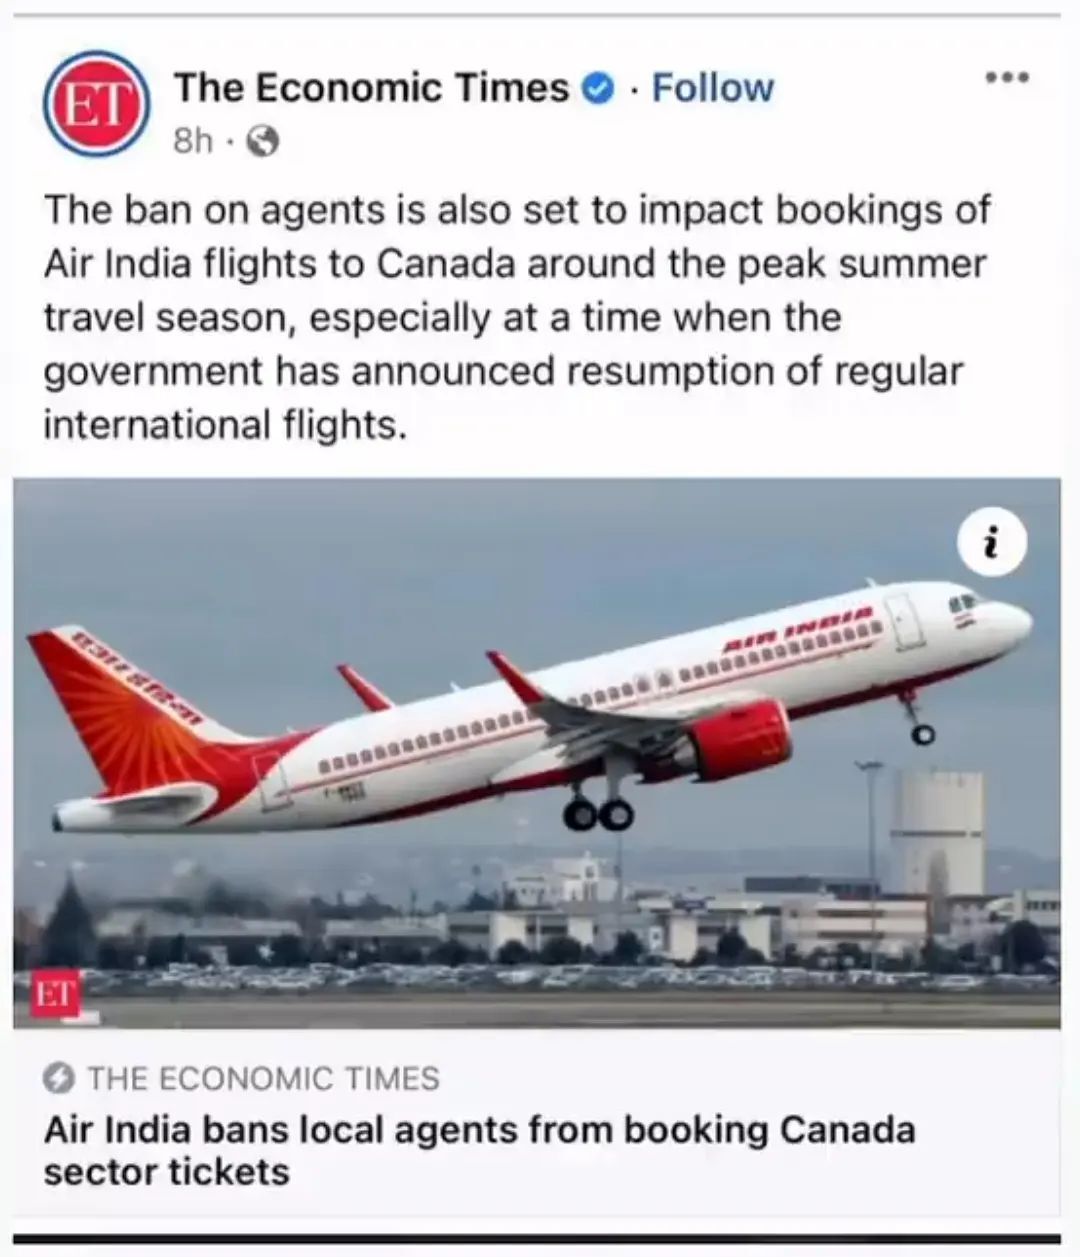 ET
The Economic Times · Follow
8h ·
The ban on agents is also set to impact bookings of
Air India flights to Canada around the peak summer
travel season, especially at a time when the
government has announced resumption of regular
international flights.
i
AIR INDIA
ET
THE ECONOMIC TIMES
Air India bans local agents from booking Canada
sector tickets